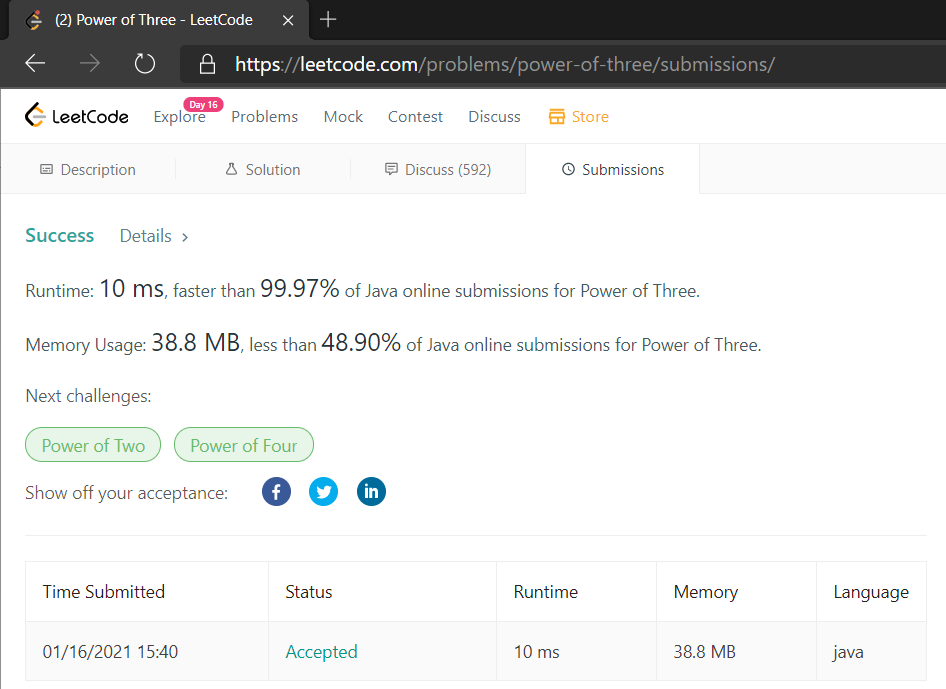 (2) Power of Three - LeetCode
https://leetcode.com/problems/power-of-three/submissions/
LeetCode Explore Day 16 Problems Mock Contest Discuss Store
Description Solution Discuss (592) Submissions
Success Details >
Runtime: 10 ms, faster than 99.97% of Java online submissions for Power of Three.
Memory Usage: 38.8 MB, less than 48.90% of Java online submissions for Power of Three.
Next challenges:
Power of Two Power of Four
Show off your acceptance: f in
Time Submitted Status Runtime Memory Language
01/16/2021 15:40 Accepted 10 ms 38.8 MB java